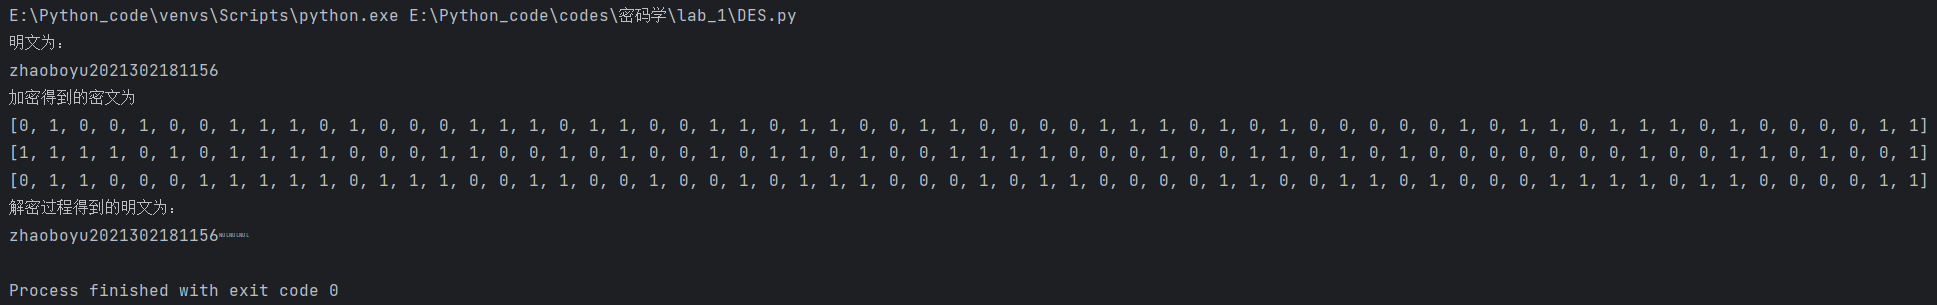 E:\Python_code\venvs\Scripts\python.exe E:\Python_code\codes\密码学\lab_1\DES.py
明文为：
zhaoboyu2021302181156
加密得到的密文为
[0, 1, 0, 0, 1, 0, 0, 1, 1, 1, 0, 1, 0, 0, 0, 1, 1, 1, 0, 1, 1, 0, 0, 1, 1, 0, 1, 1, 0, 0, 1, 1, 0, 0, 0, 0, 1, 1, 1, 0, 1, 0, 1, 0, 0, 0, 0, 0, 1, 0, 1, 1, 0, 1, 1, 1, 0, 1, 0, 0, 0, 0, 1, 1]
[1, 1, 1, 1, 0, 1, 0, 1, 1, 1, 1, 0, 0, 0, 1, 1, 0, 0, 1, 0, 1, 0, 0, 1, 0, 1, 1, 0, 1, 0, 0, 1, 1, 1, 1, 0, 0, 0, 1, 0, 0, 1, 1, 0, 1, 0, 1, 0, 0, 0, 0, 0, 0, 0, 1, 0, 0, 1, 1, 0, 1, 0, 0, 1]
[0, 1, 1, 0, 0, 0, 1, 1, 1, 1, 1, 0, 1, 1, 1, 0, 0, 1, 1, 0, 0, 1, 0, 0, 1, 0, 1, 1, 1, 0, 0, 0, 1, 0, 1, 1, 0, 0, 0, 0, 1, 1, 0, 0, 1, 1, 0, 1, 0, 0, 0, 1, 1, 1, 1, 0, 1, 1, 0, 0, 0, 0, 1, 1]
解密过程得到的明文为：
zhaoboyu2021302181156
Process finished with exit code 0